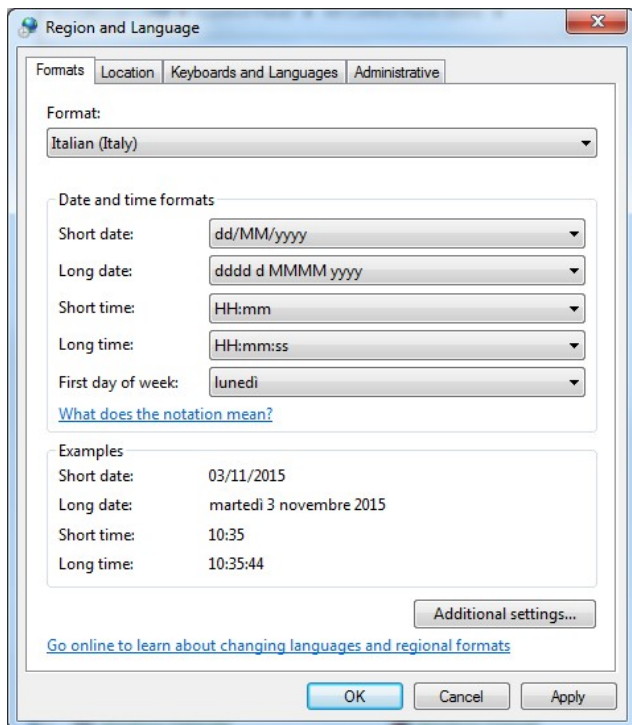 Region and Language
Formats Location Keyboards and Languages Administrative
Format:
Italian (Italy)
Date and time formats
Short date: dd/MM/yyyy
Long date: dddd d MMMM yyyy
Short time: HH:mm
Long time: HH:mm:ss
First day of week: lunedì
What does the notation mean?
Examples
Short date: 03/11/2015
Long date: martedì 3 novembre 2015
Short time: 10:35
Long time: 10:35:44
Additional settings...
Go online to learn about changing languages and regional formats
OK Cancel Apply